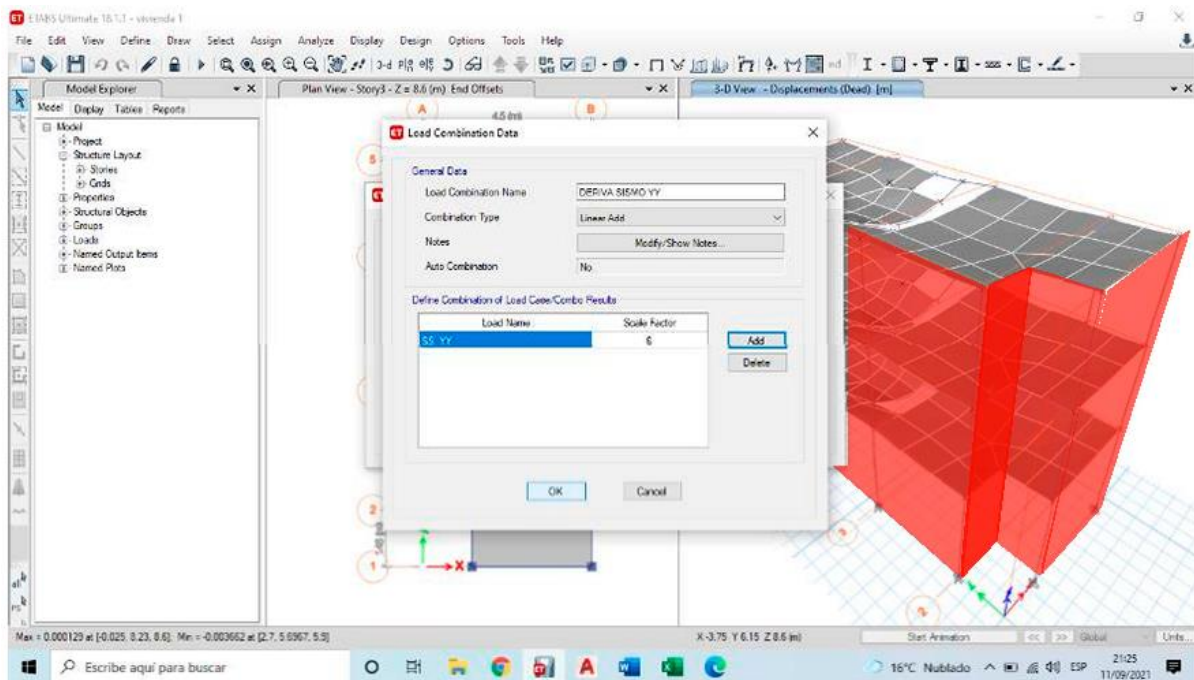 ETABS Ultimate 18.1.1 - vivienda 1
File Edit View Define Draw Select Assign Analyze Display Design Options Tools Help
Model Explorer
Plan View - Story3 - Z = 8.6 (m) End Offsets
3-D View - Displacements (Dead) [m]
Model Display Tables Reports
Model
Project
Structure Layout
Stories
Grids
Properties
Structural Objects
Groups
Loads
Named Output Items
Named Plots
A
4.5 (m)
B
5
2
1
X
Load Combination Data
General Data
Load Combination Name
DERIVA SISMO YY
Combination Type
Linear Add
Notes
Modify/Show Notes...
Auto Combination
No
Define Combination of Load Case/Combo Results
Load Name Scale Factor
SS YY 6
Add
Delete
OK Cancel
Max = 0.000129 at [-0.025, 8.23, 8.6]; Min = -0.003662 at [2.7, 5.6967, 5.9]
X -3.75 Y 6.15 Z 8.6 (m)
Start Animation
<< >>
Global
Units...
Escribe aquí para buscar
16°C Nublado
ESP
21:25
11/09/2021